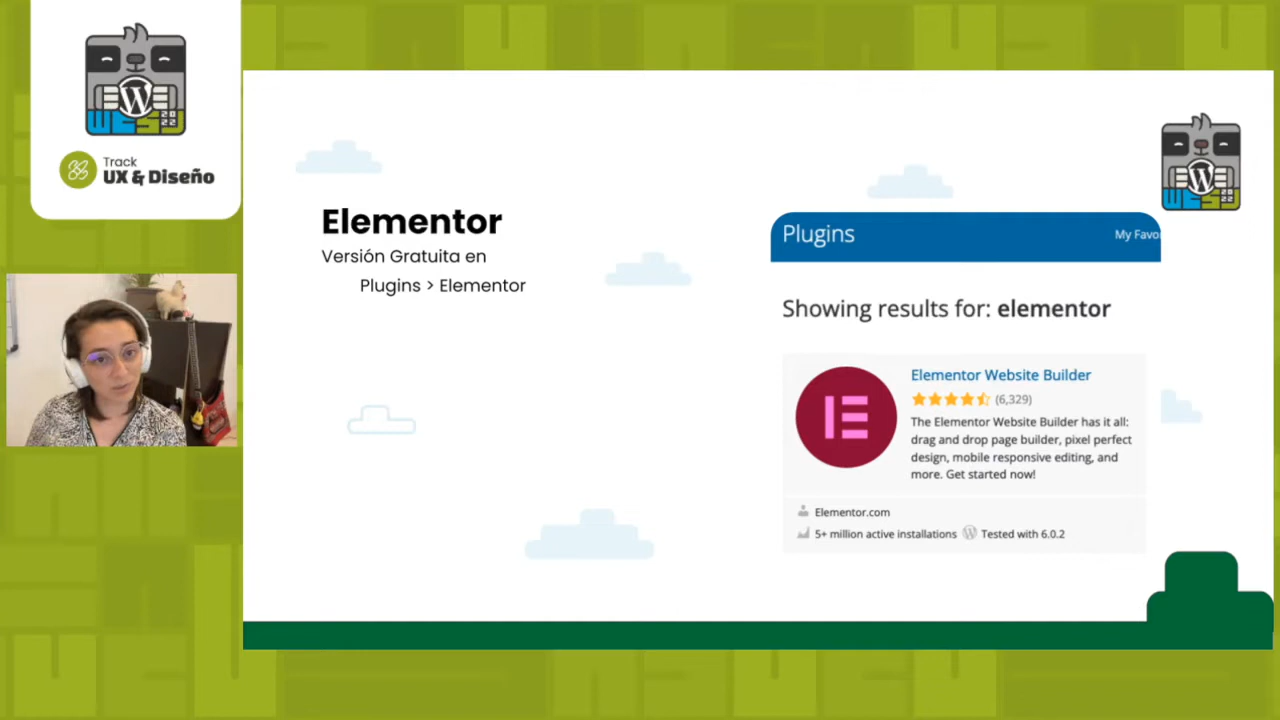 Track
UX & Diseño
Elementor
Versión Gratuita en
Plugins > Elementor
Plugins
My Favo
Showing results for: elementor
Elementor Website Builder
(6,329)
The Elementor Website Builder has it all:
drag and drop page builder, pixel perfect
design, mobile responsive editing, and
more. Get started now!
Elementor.com
5+ million active installations
Tested with 6.0.2